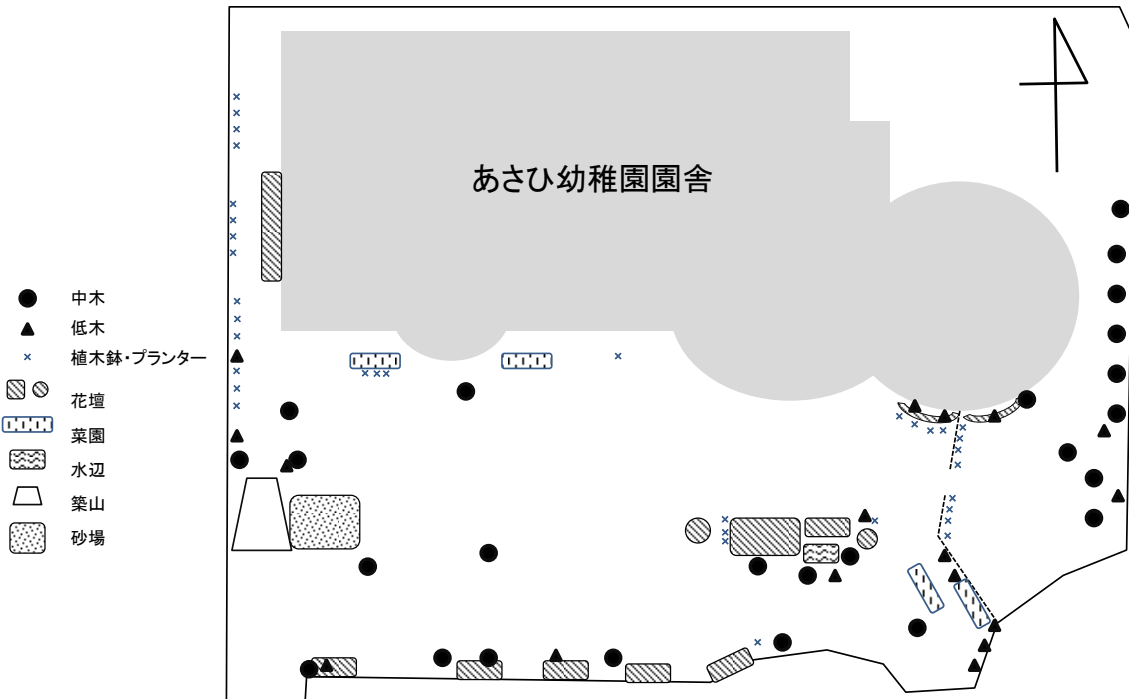 あさひ幼稚園園舎
中木
低木
植木鉢・プランター
花壇
菜園
水辺
築山
砂場